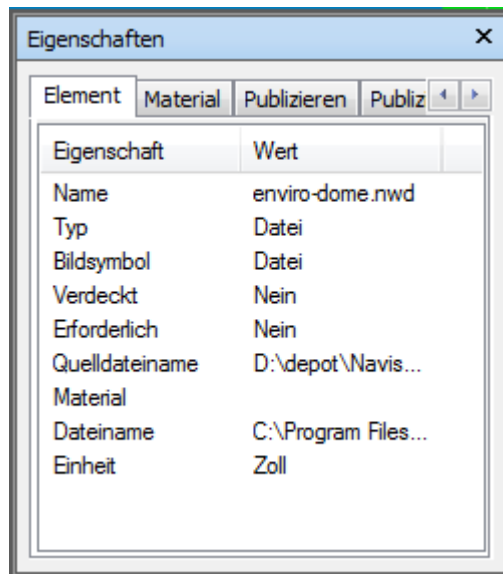 Eigenschaften
Element Material Publizieren Publiz
Eigenschaft Wert
Name enviro-dome.nwd
Typ Datei
Bildsymbol Datei
Verdeckt Nein
Erforderlich Nein
Quelldateiname D:\depot\Navis...
Material
Dateiname C:\Program Files...
Einheit Zoll